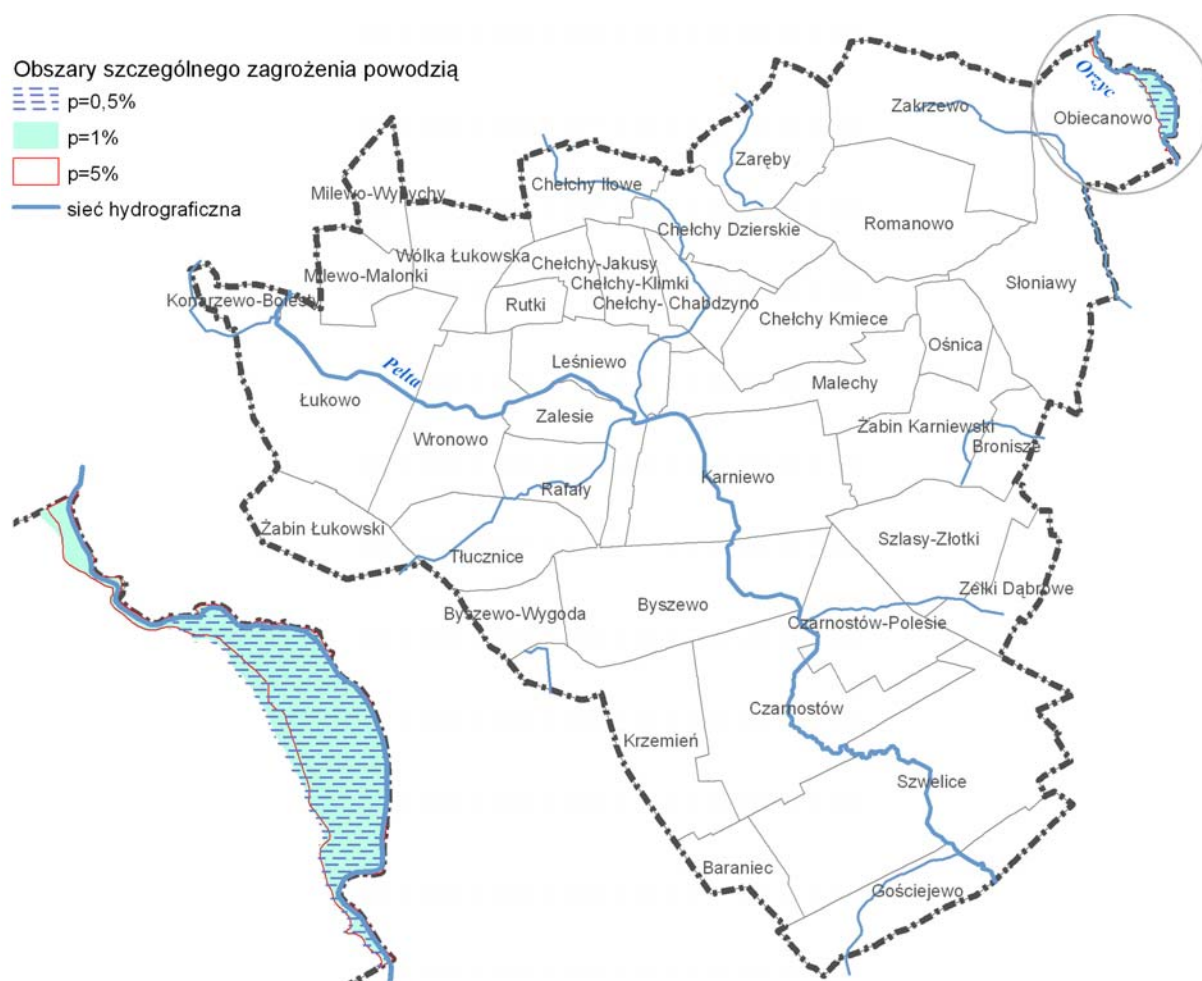 Obszary szczególnego zagrożenia powodzią
p=0,5%
p=1%
p=5%
sieć hydrograficzna
Orzyc
Obiecanowo
Zakrzewo
Zaręby
Chełchy Iłowe
Milewo-Wypychy
Chełchy Dzierskie
Romanowo
Wólka Łukowska
Milewo-Malonki
Chełchy-Jakusy
Chełchy-Klimki
Chełchy- Chabdzyno
Rutki
Słoniawy
Konarzewo-Bolesty
Chełchy Kmiece
Ośnica
Pełta
Leśniewo
Malechy
Łukowo
Zalesie
Wronowo
Żabin Karniewski
Bronisze
Karniewo
Rafały
Żabin Łukowski
Tłucznice
Szlasy-Złotki
Zelki Dąbrowe
Byszewo-Wygoda
Byszewo
Czarnostów-Polesie
Czarnostów
Krzemień
Szwelice
Baraniec
Gościejewo